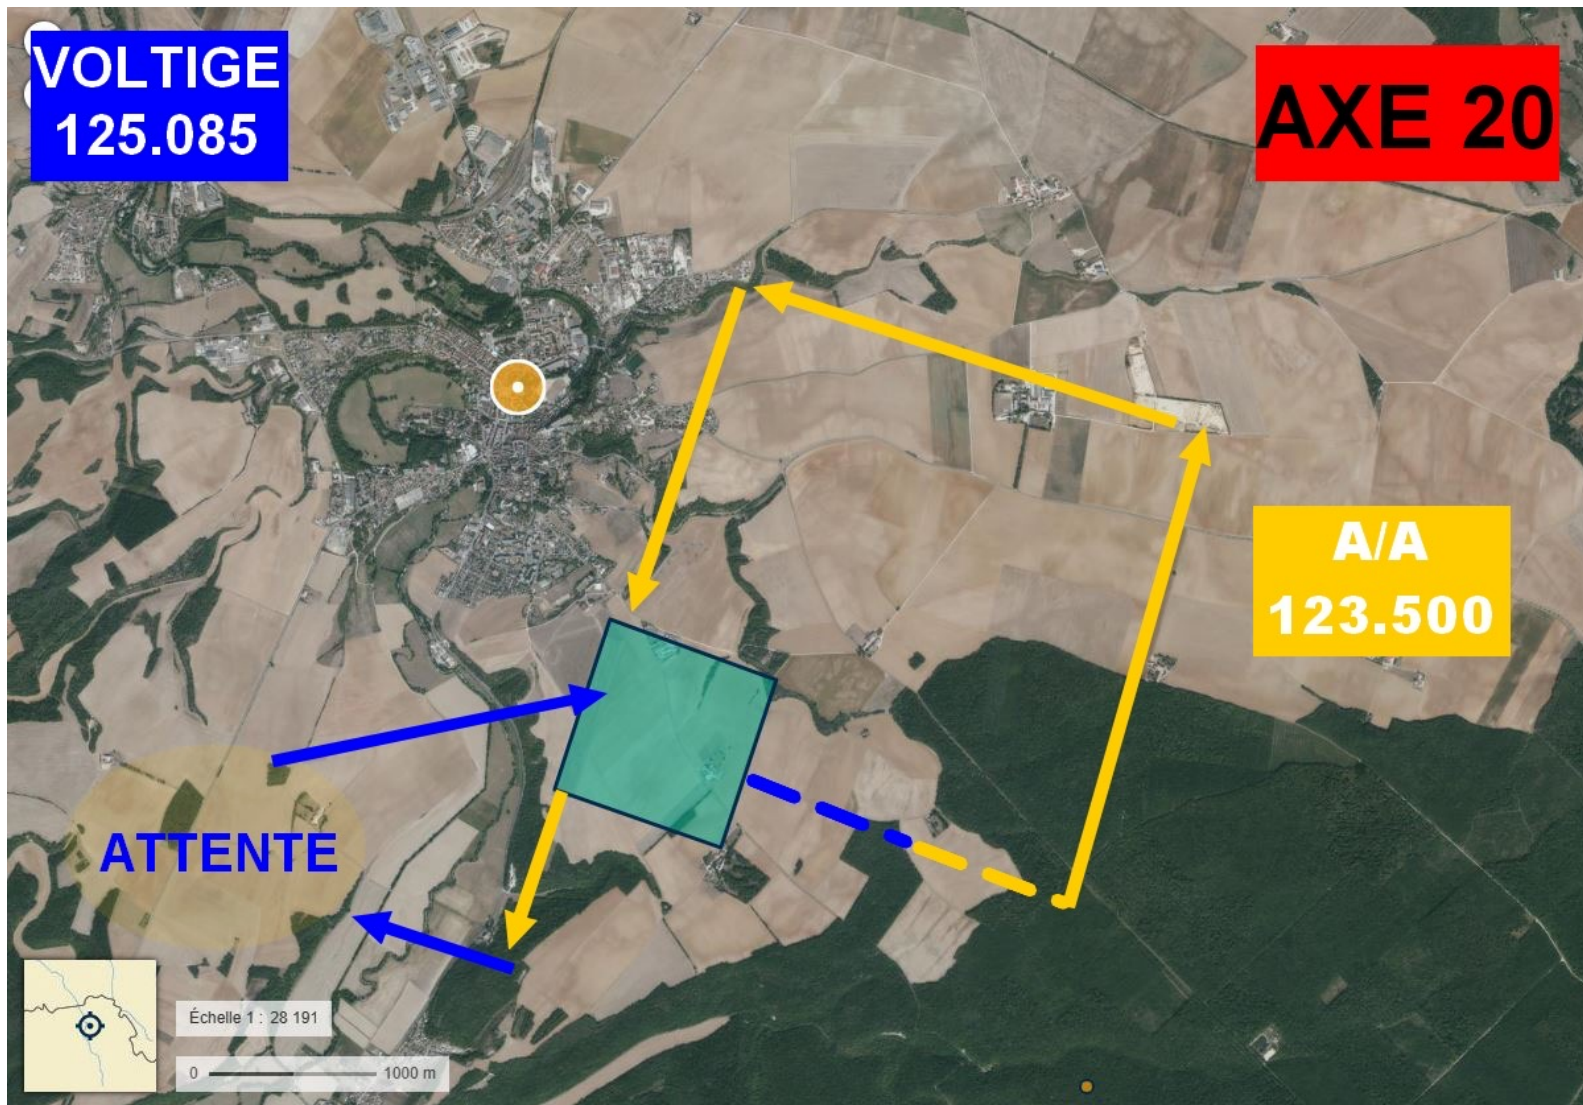 VOLTIGE
125.085
AXE 20
A/A
123.500
ATTENTE
Échelle 1 : 28 191
0 1000 m